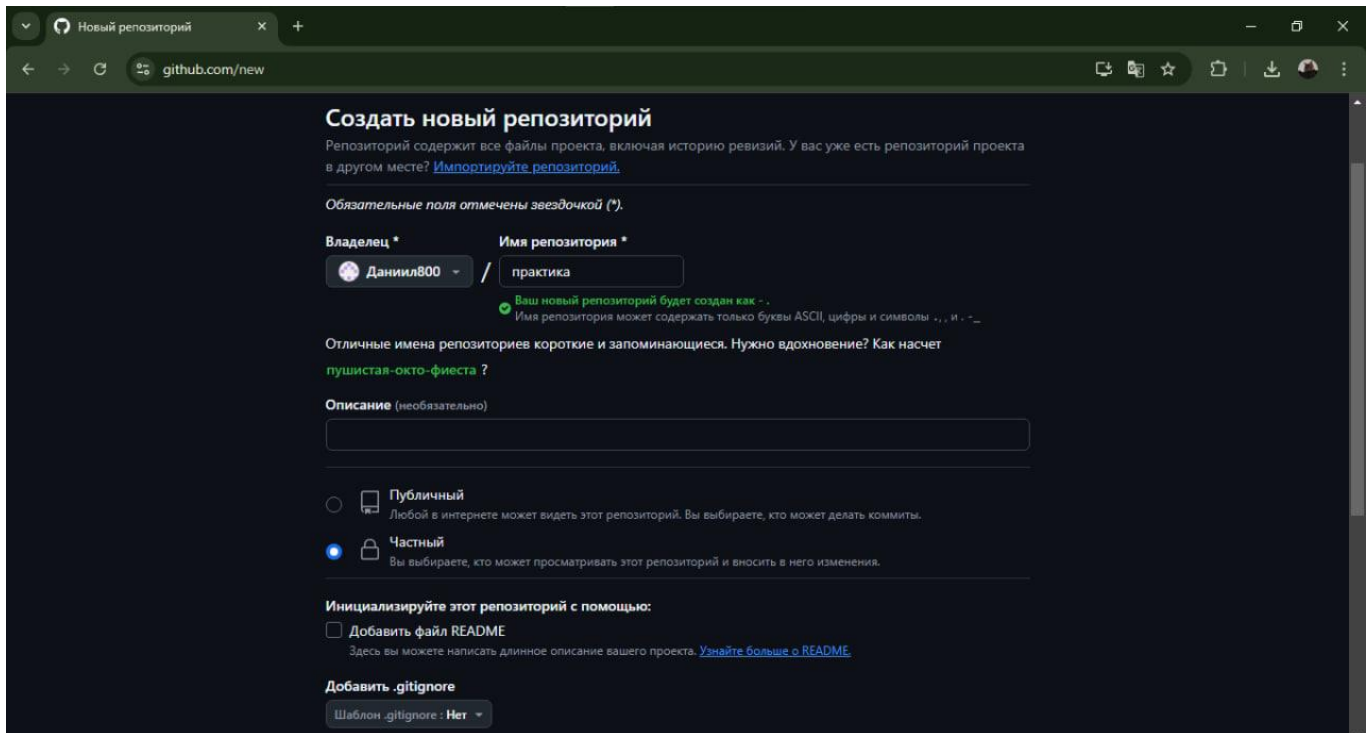 Новый репозиторий
github.com/new
Создать новый репозиторий
Репозиторий содержит все файлы проекта, включая историю ревизий. У вас уже есть репозиторий проекта
в другом месте? Импортируйте репозиторий.
Обязательные поля отмечены звездочкой (*).
Владелец * Имя репозитория *
Даниил800 / практика
Ваш новый репозиторий будет создан как - .
Имя репозитория может содержать только буквы ASCII, цифры и символы ., , и . -_
Отличные имена репозиториев короткие и запоминающиеся. Нужно вдохновение? Как насчет
пушистая-окто-фиеста ?
Описание (необязательно)
Публичный
Любой в интернете может видеть этот репозиторий. Вы выбираете, кто может делать коммиты.
Частный
Вы выбираете, кто может просматривать этот репозиторий и вносить в него изменения.
Инициализируйте этот репозиторий с помощью:
Добавить файл README
Здесь вы можете написать длинное описание вашего проекта. Узнайте больше о README.
Добавить .gitignore
Шаблон .gitignore : Нет